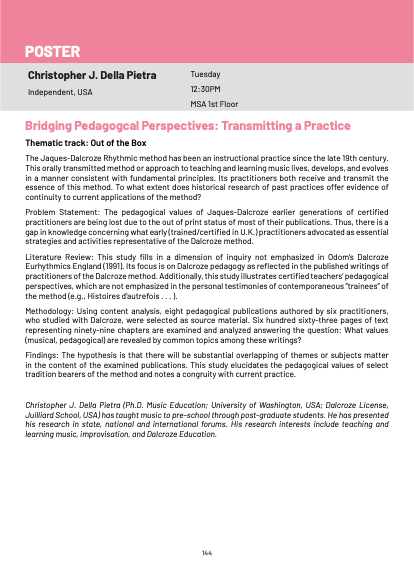 POSTER
Christopher J. Della Pietra
Independent, USA
Tuesday
12:30PM
MSA 1st Floor
Bridging Pedagogcal Perspectives: Transmitting a Practice
Thematic track: Out of the Box
The Jaques-Dalcroze Rhythmic method has been an instructional practice since the late 19th century.
This orally transmitted method or approach to teaching and learning music lives, develops, and evolves
in a manner consistent with fundamental principles. Its practitioners both receive and transmit the
essence of this method. To what extent does historical research of past practices offer evidence of
continuity to current applications of the method?
Problem Statement: The pedagogical values of Jaques-Dalcroze earlier generations of certified
practitioners are being lost due to the out of print status of most of their publications. Thus, there is a
gap in knowledge concerning what early (trained/certified in U.K.) practitioners advocated as essential
strategies and activities representative of the Dalcroze method.
Literature Review: This study fills in a dimension of inquiry not emphasized in Odom's Dalcroze
Eurhythmics England (1991). Its focus is on Dalcroze pedagogy as reflected in the published writings of
practitioners of the Dalcroze method. Additionally, this study illustrates certified teachers' pedagogical
perspectives, which are not emphasized in the personal testimonies of contemporaneous "trainees" of
the method (e.g., Histoires d'autrefois . . . ).
Methodology: Using content analysis, eight pedagogical publications authored by six practitioners,
who studied with Dalcroze, were selected as source material. Six hundred sixty-three pages of text
representing ninety-nine chapters are examined and analyzed answering the question: What values
(musical, pedagogical) are revealed by common topics among these writings?
Findings: The hypothesis is that there will be substantial overlapping of themes or subjects matter
in the content of the examined publications. This study elucidates the pedagogical values of select
tradition bearers of the method and notes a congruity with current practice.
Christopher J. Della Pietra (Ph.D. Music Education; University of Washington, USA; Dalcroze License,
Juilliard School, USA) has taught music to pre-school through post-graduate students. He has presented
his research in state, national and international forums. His research interests include teaching and
learning music, improvisation, and Dalcroze Education.
144